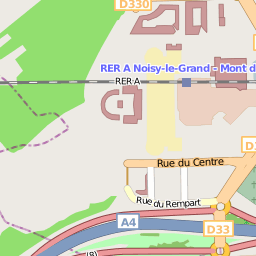 D330
RER A Noisy-le-Grand - Mont d
RER A
Rue du Centre
Rue du Rempart
A4
D33
(R)